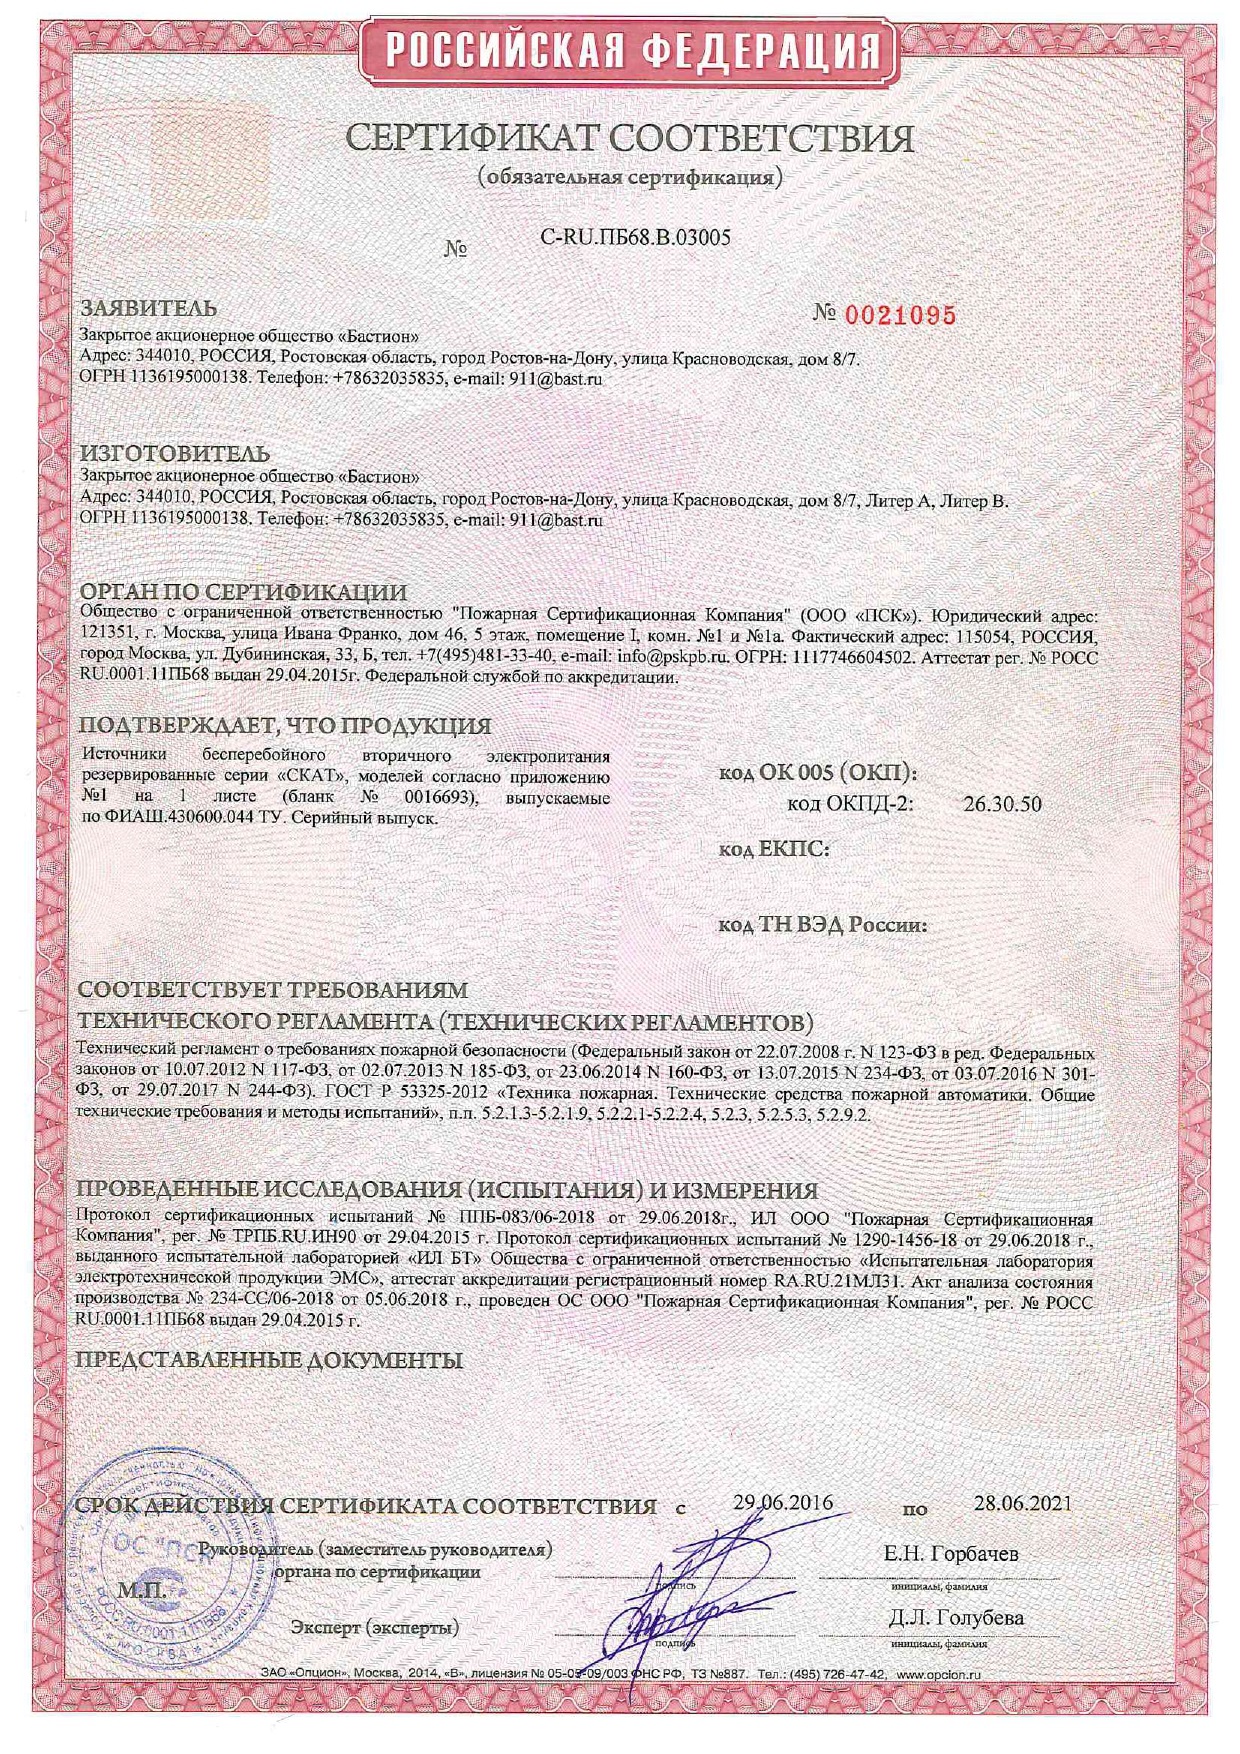 РОССИЙСКАЯ ФЕДЕРАЦИЯ
СЕРТИФИКАТ СООТВЕТСТВИЯ
(обязательная сертификация)
№ C-RU.ПБ68.В.03005
ЗАЯВИТЕЛЬ
№ 0021095
Закрытое акционерное общество «Бастион»
Адрес: 344010, РОССИЯ, Ростовская область, город Ростов-на-Дону, улица Красноводская, дом 8/7.
ОГРН 1136195000138. Телефон: +78632035835, e-mail: 911@bast.ru
ИЗГОТОВИТЕЛЬ
Закрытое акционерное общество «Бастион»
Адрес: 344010, РОССИЯ, Ростовская область, город Ростов-на-Дону, улица Красноводская, дом 8/7, Литер А, Литер В.
ОГРН 1136195000138. Телефон: +78632035835, e-mail: 911@bast.ru
ОРГАН ПО СЕРТИФИКАЦИИ
Общество с ограниченной ответственностью "Пожарная Сертификационная Компания" (ООО «ПСК»). Юридический адрес:
121351, г. Москва, улица Ивана Франко, дом 46, 5 этаж, помещение I, комн. №1 и №1а. Фактический адрес: 115054, РОССИЯ,
город Москва, ул. Дубининская, 33, Б, тел. +7(495)481-33-40, e-mail: info@pskpb.ru. ОГРН: 1117746604502. Аттестат рег. № РОСС
RU.0001.11ПБ68 выдан 29.04.2015г. Федеральной службой по аккредитации.
ПОДТВЕРЖДАЕТ, ЧТО ПРОДУКЦИЯ
Источники бесперебойного вторичного электропитания
резервированные серии «СКАТ», моделей согласно приложению
№1 на 1 листе (бланк № 0016693), выпускаемые
по ФИАШ.430600.044 ТУ. Серийный выпуск.
код ОК 005 (ОКП):
код ОКПД-2: 26.30.50
код ЕКПС:
код ТН ВЭД России:
СООТВЕТСТВУЕТ ТРЕБОВАНИЯМ
ТЕХНИЧЕСКОГО РЕГЛАМЕНТА (ТЕХНИЧЕСКИХ РЕГЛАМЕНТОВ)
Технический регламент о требованиях пожарной безопасности (Федеральный закон от 22.07.2008 г. N 123-ФЗ в ред. Федеральных
законов от 10.07.2012 N 117-ФЗ, от 02.07.2013 N 185-ФЗ, от 23.06.2014 N 160-ФЗ, от 13.07.2015 N 234-ФЗ, от 03.07.2016 N 301-
ФЗ, от 29.07.2017 N 244-ФЗ). ГОСТ Р 53325-2012 «Техника пожарная. Технические средства пожарной автоматики. Общие
технические требования и методы испытаний», п.п. 5.2.1.3-5.2.1.9, 5.2.2.1-5.2.2.4, 5.2.3, 5.2.5.3, 5.2.9.2.
ПРОВЕДЕННЫЕ ИССЛЕДОВАНИЯ (ИСПЫТАНИЯ) И ИЗМЕРЕНИЯ
Протокол сертификационных испытаний № ППБ-083/06-2018 от 29.06.2018г., ИЛ ООО "Пожарная Сертификационная
Компания", рег. № ТРПБ.RU.ИН90 от 29.04.2015 г. Протокол сертификационных испытаний № 1290-1456-18 от 29.06.2018 г.,
выданного испытательной лабораторией «ИЛ БТ» Общества с ограниченной ответственностью «Испытательная лаборатория
электротехнической продукции ЭМС», аттестат аккредитации регистрационный номер RA.RU.21МЛ31. Акт анализа состояния
производства № 234-СС/06-2018 от 05.06.2018 г., проведен ОС ООО "Пожарная Сертификационная Компания", рег. № РОСС
RU.0001.11ПБ68 выдан 29.04.2015 г.
ПРЕДСТАВЛЕННЫЕ ДОКУМЕНТЫ
СРОК ДЕЙСТВИЯ СЕРТИФИКАТА СООТВЕТСТВИЯ с 29.06.2016 по 28.06.2021
ОС "ПСК"
Руководитель (заместитель руководителя)
органа по сертификации
Е.Н. Горбачев
подпись
инициалы, фамилия
М.П.
Эксперт (эксперты)
Д.Л. Голубева
подпись
инициалы, фамилия
МОСКВА
ЗАО «Опцион», Москва, 2014, «В», лицензия № 05-05-09/003 ФНС РФ, ТЗ №887. Тел.: (495) 726-47-42, www.opcion.ru